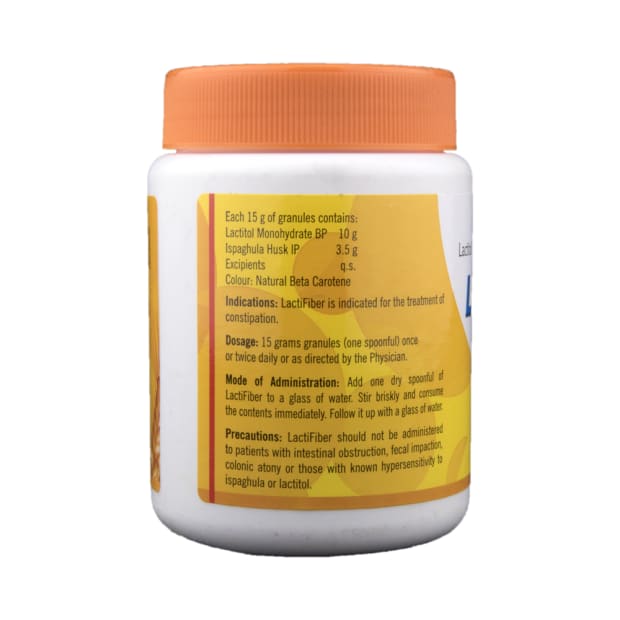 Each 15 g of granules contains:
Lactitol Monohydrate BP 10 g
Ispaghula Husk IP 3.5 g
Excipients q.s.
Colour: Natural Beta Carotene
Indications: LactiFiber is indicated for the treatment of
constipation.
Dosage: 15 grams granules (one spoonful) once
or twice daily or as directed by the Physician.
Mode of Administration: Add one dry spoonful of
LactiFiber to a glass of water. Stir briskly and consume
the contents immediately. Follow it up with a glass of water.
Precautions: LactiFiber should not be administered
to patients with intestinal obstruction, fecal impaction,
colonic atony or those with known hypersensitivity to
ispaghula or lactitol.